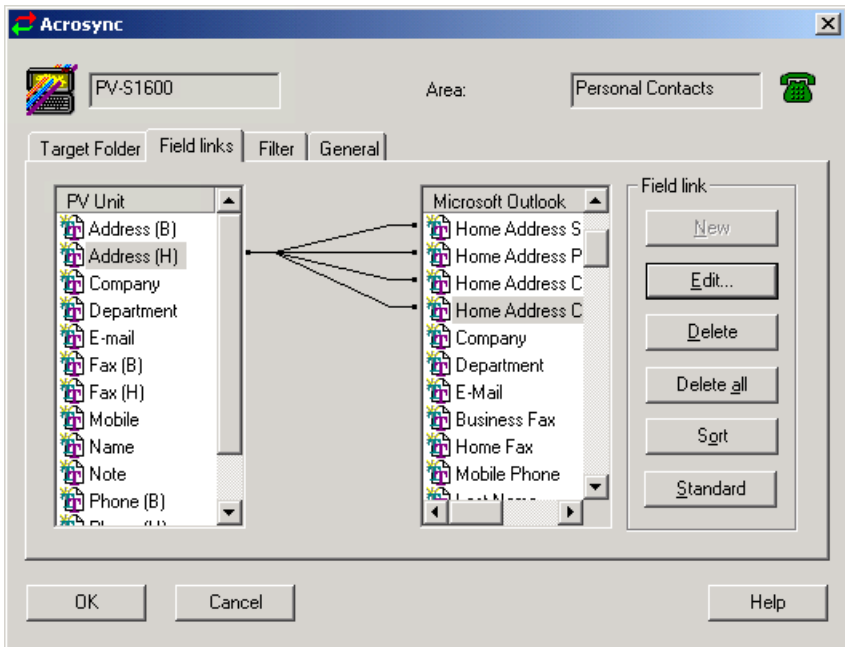 Acrosync
PV-S1600
Area:
Personal Contacts
Target Folder
Field links
Filter
General
PV Unit
Address (B)
Address (H)
Company
Department
E-mail
Fax (B)
Fax (H)
Mobile
Name
Note
Phone (B)
Microsoft Outlook
Home Address S
Home Address P
Home Address C
Home Address C
Company
Department
E-Mail
Business Fax
Home Fax
Mobile Phone
Field link
New
Edit...
Delete
Delete all
Sort
Standard
OK
Cancel
Help